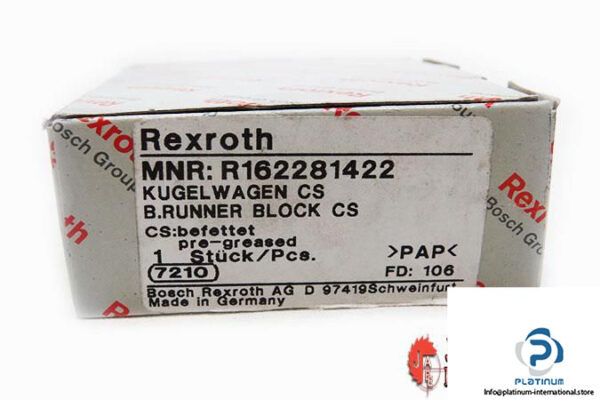 Rexroth
MNR: R162281422
KUGELWAGEN CS
B.RUNNER BLOCK CS
CS:befettet
pre-greased
1 Stück/Pcs.
>PAP<
7210
FD: 106
Bosch Rexroth AG D 97419Schweinfurt
Made in Germany
Rexroth
Bosch Group
Rexroth
Bosch Group
PLATINUM
Info@platinum-international.store